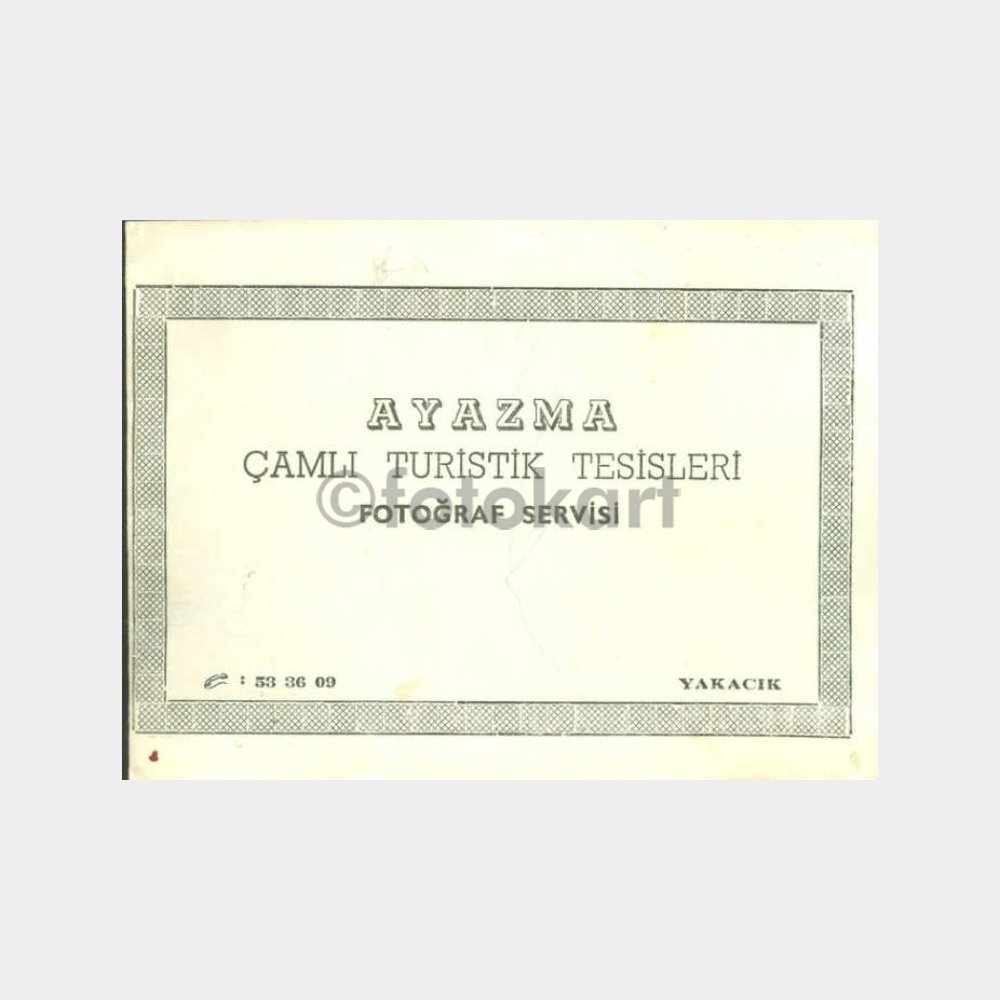 AYAZMA
ÇAMLI TURİSTİK TESİSLERİ
©fotokart
FOTOĞRAF SERVİSİ
: 53 36 09 YAKACIK